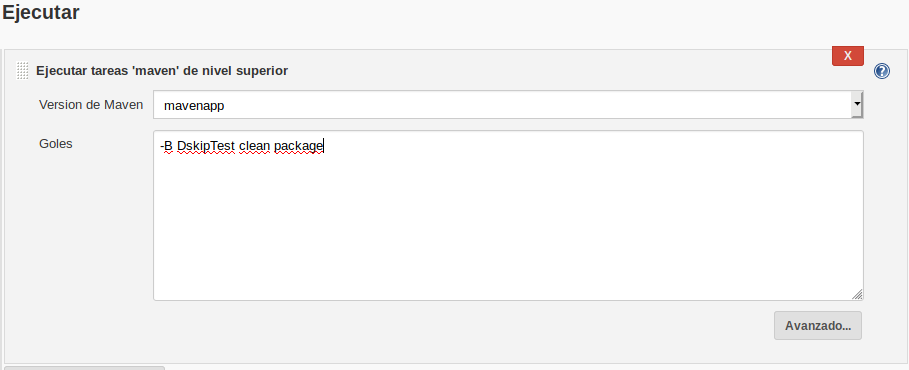 Ejecutar
X
Ejecutar tareas 'maven' de nivel superior
?
Version de Maven
mavenapp
Goles
-B DskipTest clean package
Avanzado...